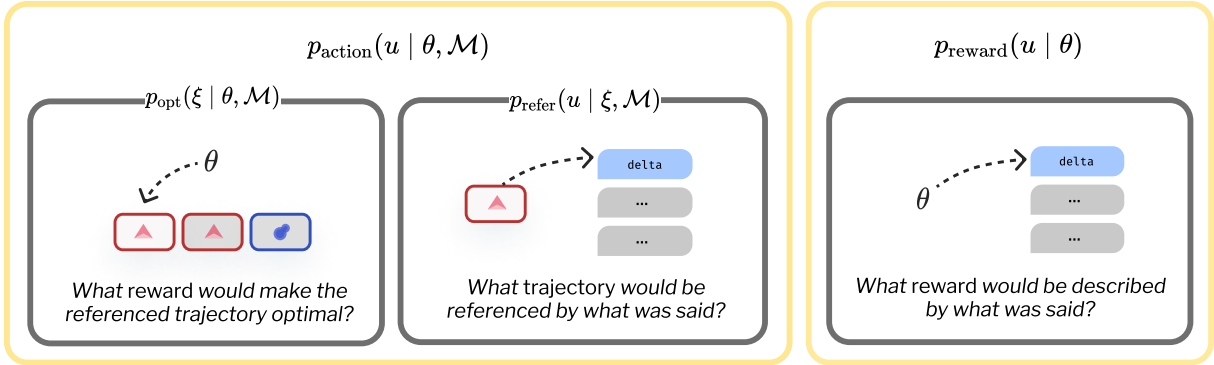 p_action(u | θ, M)
p_opt(ξ | θ, M)
θ
What reward would make the
referenced trajectory optimal?
p_refer(u | ξ, M)
delta
...
...
What trajectory would be
referenced by what was said?
p_reward(u | θ)
θ
delta
...
...
What reward would be described
by what was said?